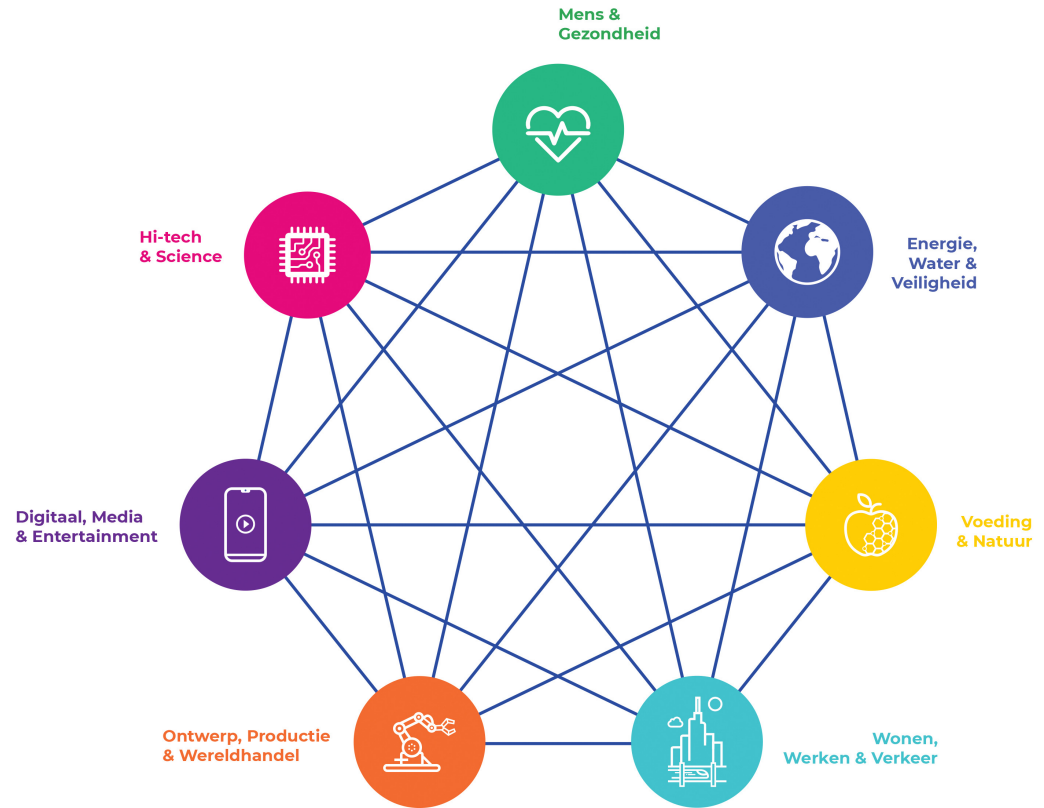 Mens &
Gezondheid
Hi-tech
& Science
Energie,
Water &
Veiligheid
Digitaal, Media
& Entertainment
Voeding
& Natuur
Ontwerp, Productie
& Wereldhandel
Wonen,
Werken & Verkeer